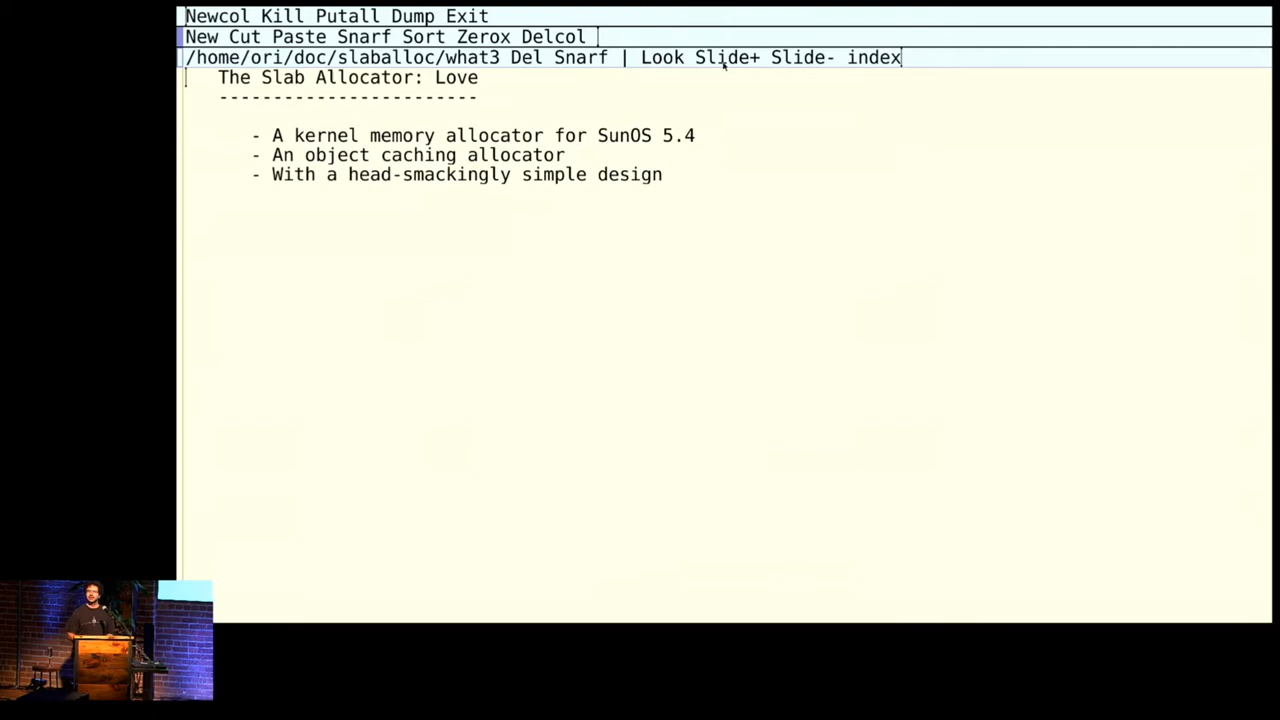 Newcol Kill Putall Dump Exit
New Cut Paste Snarf Sort Zerox Delcol
/home/ori/doc/slaballoc/what3 Del Snarf | Look Slide+ Slide- index
The Slab Allocator: Love
------------------------
- A kernel memory allocator for SunOS 5.4
- An object caching allocator
- With a head-smackingly simple design